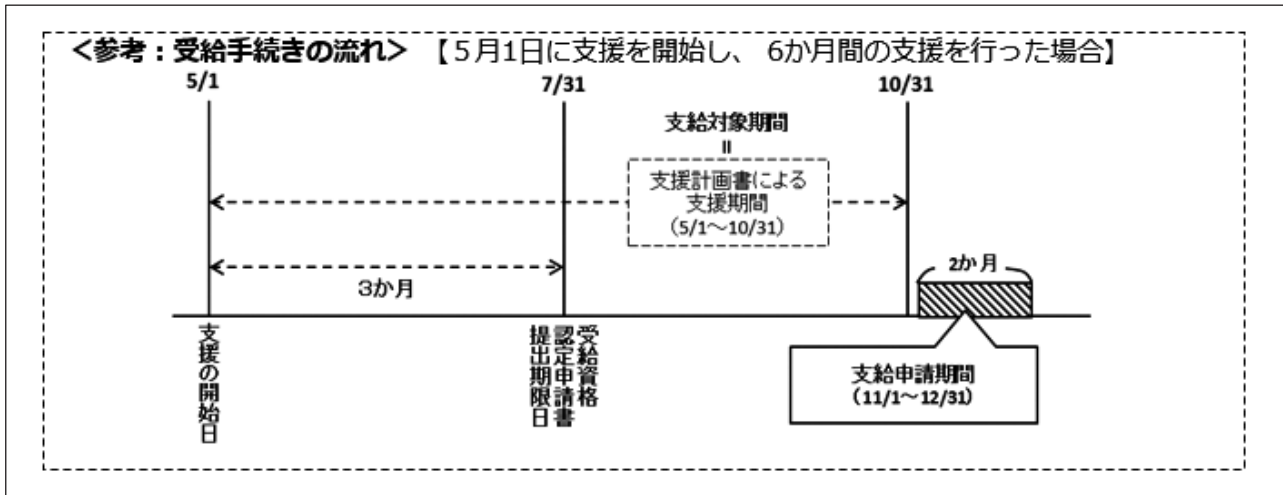 <参考：受給手続きの流れ> 【５月1日に支援を開始し、 6か月間の支援を行った場合】
5/1
7/31
10/31
支給対象期間
＝
支援計画書による
支援期間
（5/1～10/31）
3か月
2か月
支援の開始日
受給資格
認定申請書
提出期限日
支給申請期間
（11/1～12/31）